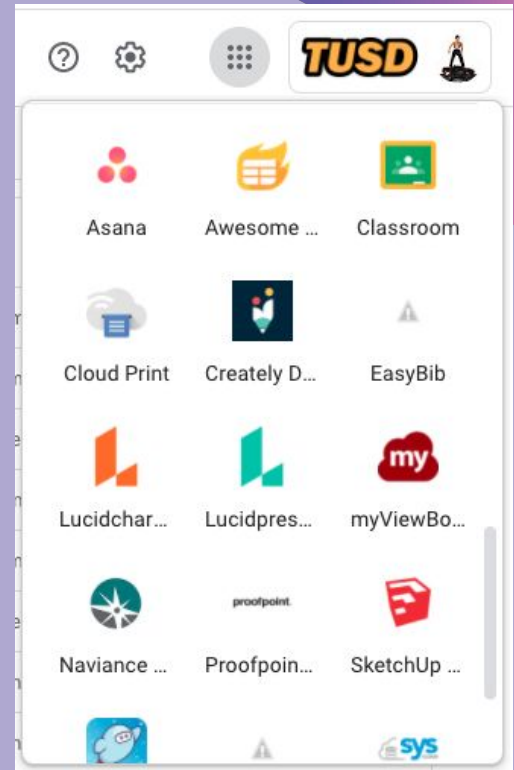 TUSD
Asana Awesome ... Classroom
Cloud Print Creately D... EasyBib
my
Lucidchar... Lucidpres... myViewBo...
proofpoint.
Naviance ... Proofpoin... SketchUp ...
sys